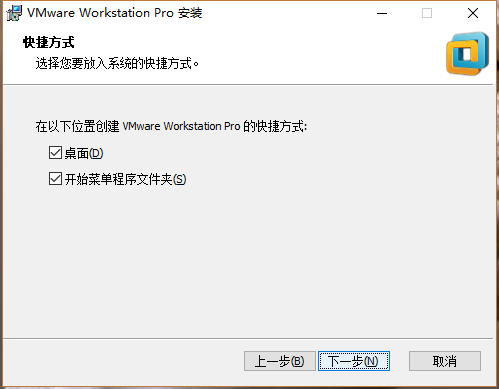 VMware Workstation Pro 安装
快捷方式
选择您要放入系统的快捷方式。
在以下位置创建 VMware Workstation Pro 的快捷方式:
桌面(D)
开始菜单程序文件夹(S)
上一步(B) 下一步(N) 取消